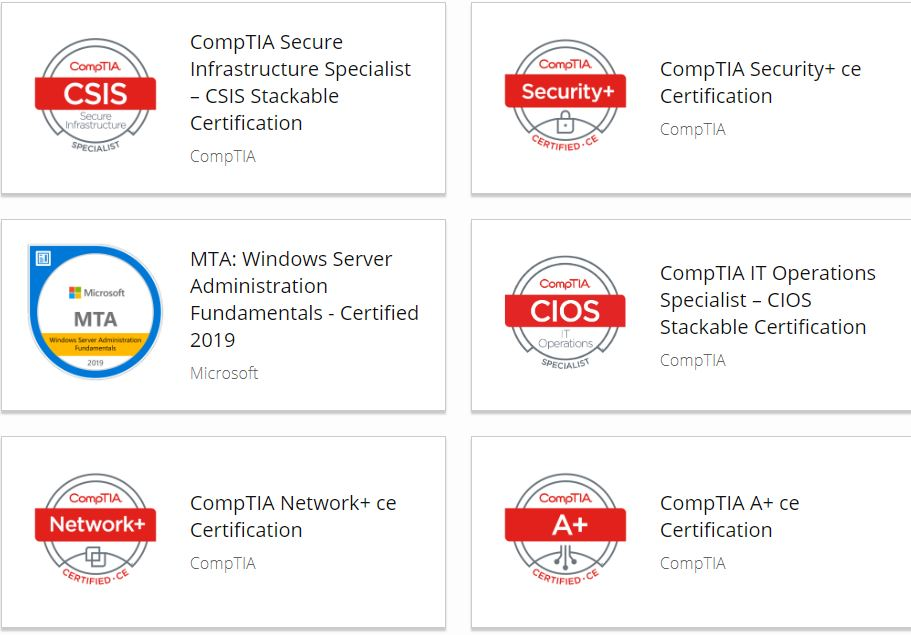 CompTIA.
CSIS
Secure
Infrastructure
SPECIALIST
CompTIA Secure
Infrastructure Specialist
– CSIS Stackable
Certification
CompTIA
CompTIA.
Security+
CERTIFIED•CE
CompTIA Security+ ce
Certification
CompTIA
Microsoft
MTA
Windows Server Administration
Fundamentals
2019
MTA: Windows Server
Administration
Fundamentals - Certified
2019
Microsoft
CompTIA.
CIOS
IT
Operations
SPECIALIST
CompTIA IT Operations
Specialist – CIOS
Stackable Certification
CompTIA
CompTIA.
Network+
CERTIFIED•CE
CompTIA Network+ ce
Certification
CompTIA
CompTIA.
A+
CERTIFIED•CE
CompTIA A+ ce
Certification
CompTIA